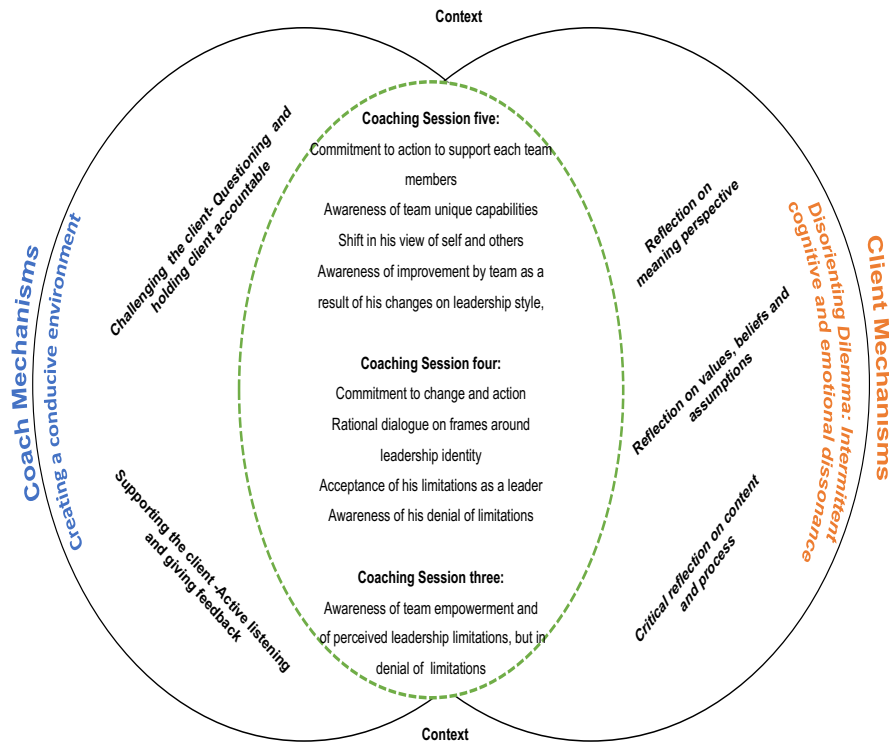 Context
Coach Mechanisms
Creating a conducive environment
Challenging the client- Questioning and
holding client accountable
Supporting the client -Active listening
and giving feedback
Coaching Session five:
Commitment to action to support each team
members
Awareness of team unique capabilities
Shift in his view of self and others
Awareness of improvement by team as a
result of his changes on leadership style,
Coaching Session four:
Commitment to change and action
Rational dialogue on frames around
leadership identity
Acceptance of his limitations as a leader
Awareness of his denial of limitations
Coaching Session three:
Awareness of team empowerment and
of perceived leadership limitations, but in
denial of limitations
Reflection on
meaning perspective
Reflection on values, beliefs and
assumptions
Critical reflection on content
and process
Disorienting Dilemma: Intermittent
cognitive and emotional dissonance
Client Mechanisms
Context